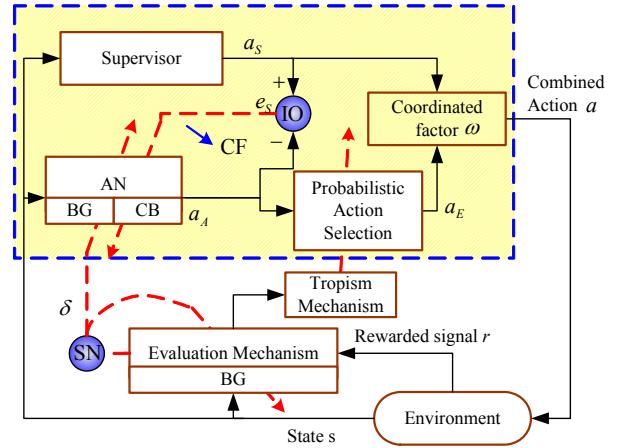 Supervisor
a_S
+
e_S
IO
−
CF
Coordinated
factor ω
Combined
Action a
AN
BG
CB
a_A
Probabilistic
Action
Selection
a_E
Tropism
Mechanism
δ
SN
Evaluation Mechanism
BG
Rewarded signal r
Environment
State s